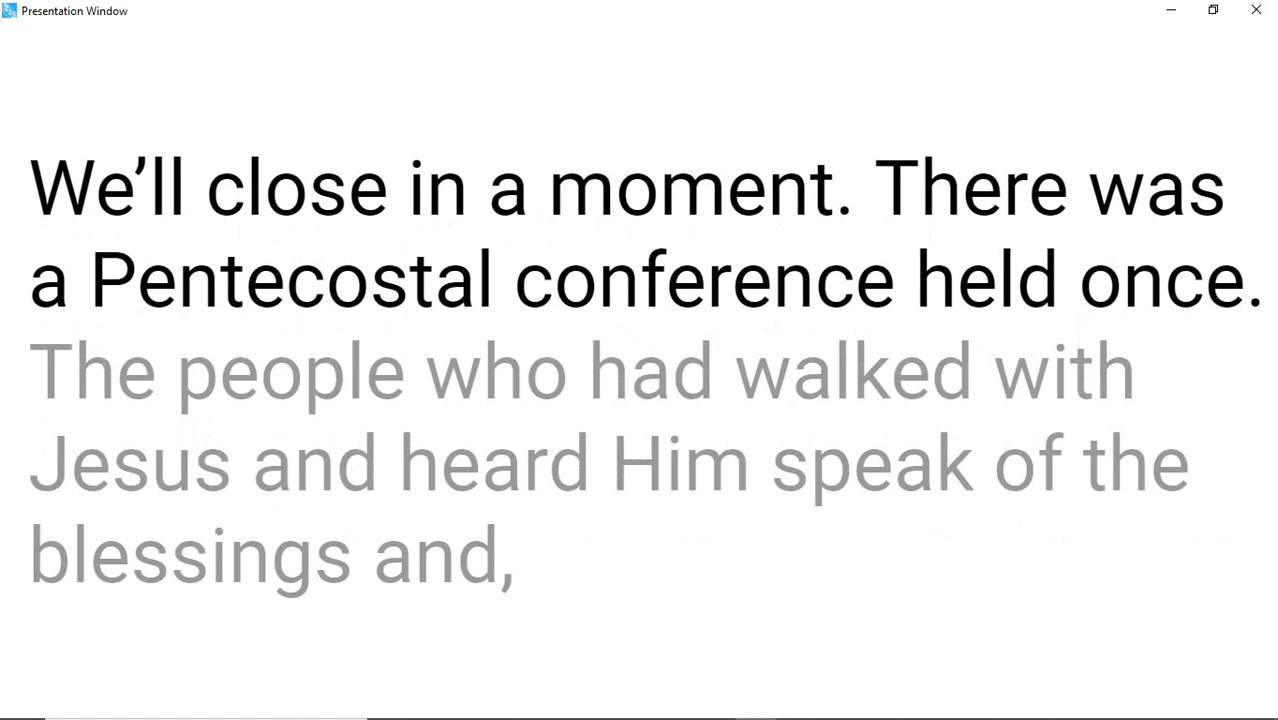 Presentation Window
We’ll close in a moment. There was
a Pentecostal conference held once.
The people who had walked with
Jesus and heard Him speak of the
blessings and,